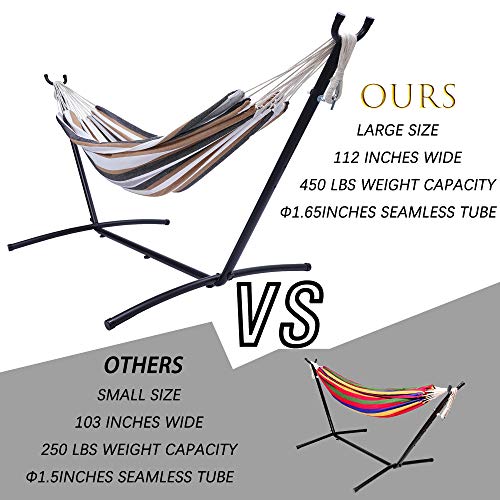 OURS
LARGE SIZE
112 INCHES WIDE
450 LBS WEIGHT CAPACITY
Φ1.65INCHES SEAMLESS TUBE
VS
OTHERS
SMALL SIZE
103 INCHES WIDE
250 LBS WEIGHT CAPACITY
Φ1.5INCHES SEAMLESS TUBE